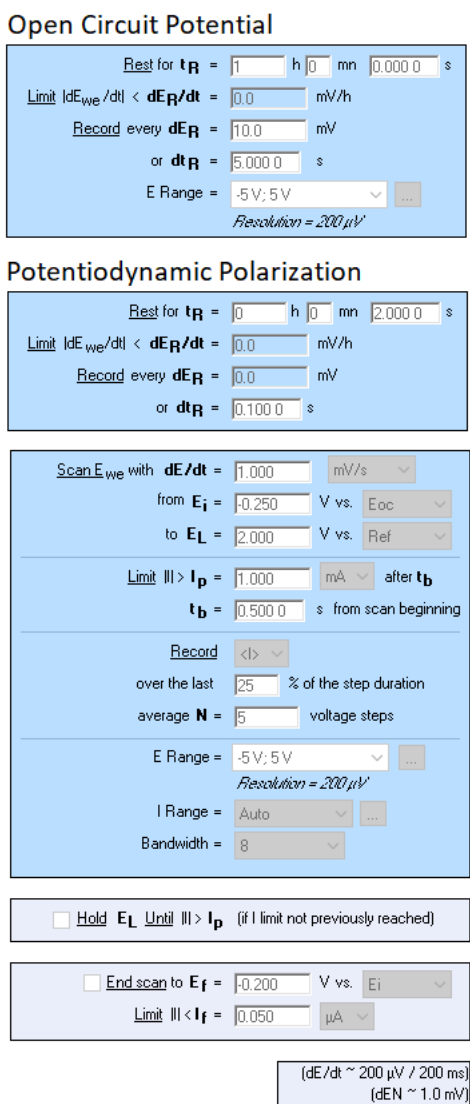 Open Circuit Potential
Rest for tR = 1 h 0 mn 0.000 0 s
Limit |dEwe/dt| < dER/dt = 0.0 mV/h
Record every dER = 10.0 mV
or dtR = 5.000 0 s
E Range = -5 V; 5 V ...
Resolution = 200 µV
Potentiodynamic Polarization
Rest for tR = 0 h 0 mn 2.000 0 s
Limit |dEwe/dt| < dER/dt = 0.0 mV/h
Record every dER = 0.0 mV
or dtR = 0.100 0 s
Scan Ewe with dE/dt = 1.000 mV/s
from Ei = -0.250 V vs. Eoc
to EL = 2.000 V vs. Ref
Limit |I| > Ip = 1.000 mA after tb
tb = 0.500 0 s from scan beginning
Record <I>
over the last 25 % of the step duration
average N = 5 voltage steps
E Range = -5 V; 5 V ...
Resolution = 200 µV
I Range = Auto ...
Bandwidth = 8
Hold EL Until |I| > Ip (if I limit not previously reached)
End scan to Ef = -0.200 V vs. Ei
Limit |I| < If = 0.050 µA
(dE/dt ~ 200 µV / 200 ms)
(dEN ~ 1.0 mV)